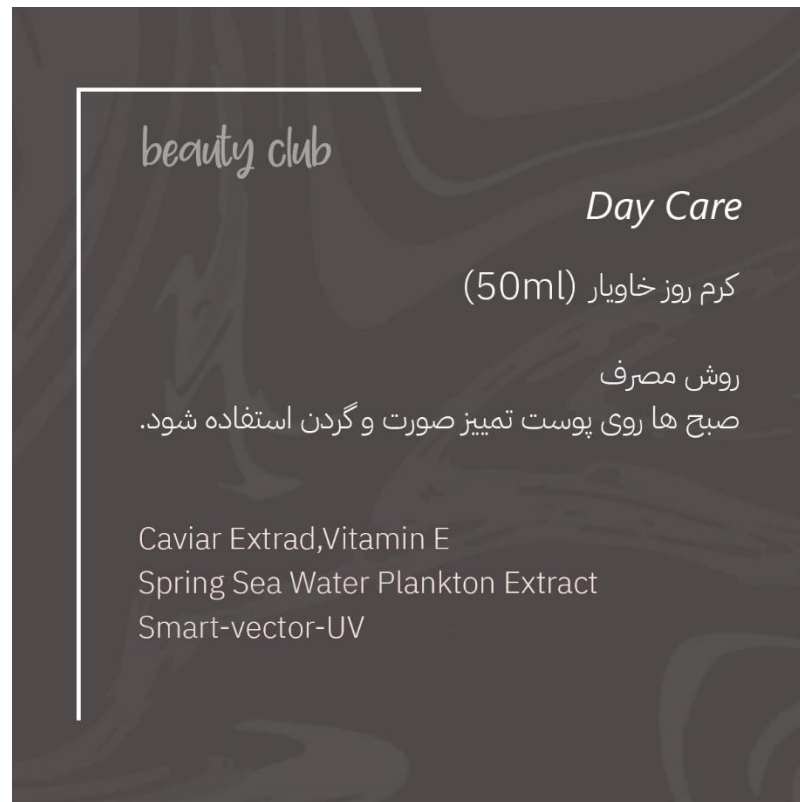 beauty club
Day Care
کرم روز خاویار (50ml)
روش مصرف
صبح ها روی پوست تمییز صورت و گردن استفاده شود.
Caviar Extrad,Vitamin E
Spring Sea Water Plankton Extract
Smart-vector-UV